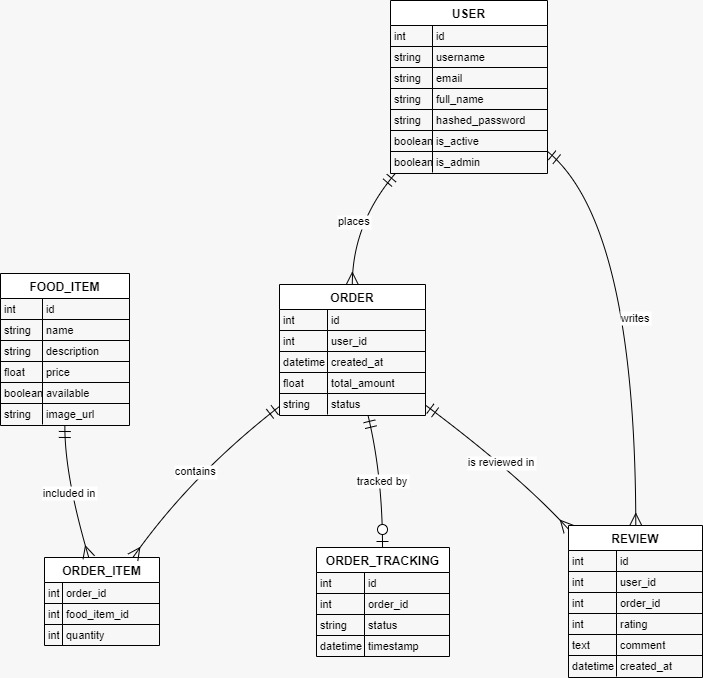 USER
int id
string username
string email
string full_name
string hashed_password
boolean is_active
boolean is_admin
places
writes
FOOD_ITEM
int id
string name
string description
float price
boolean available
string image_url
ORDER
int id
int user_id
datetime created_at
float total_amount
string status
contains
is reviewed in
tracked by
included in
ORDER_ITEM
int order_id
int food_item_id
int quantity
ORDER_TRACKING
int id
int order_id
string status
datetime timestamp
REVIEW
int id
int user_id
int order_id
int rating
text comment
datetime created_at